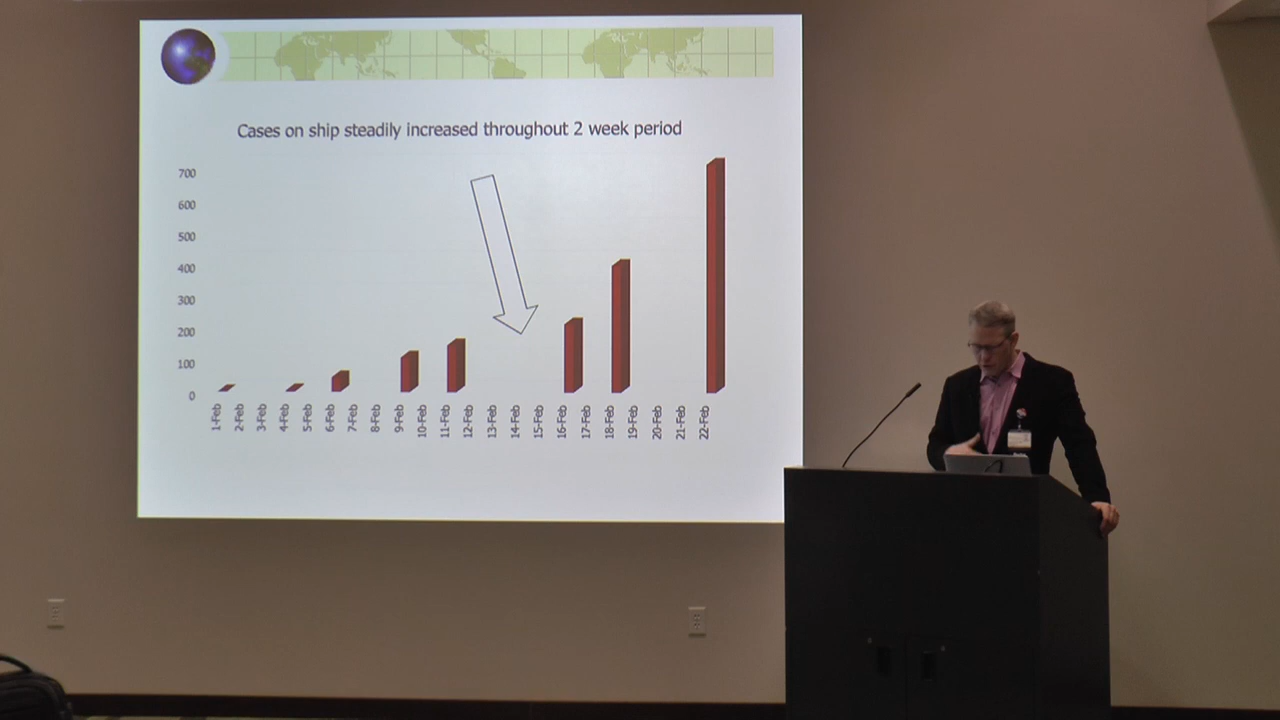 Cases on ship steadily increased throughout 2 week period
700
600
500
400
300
200
100
0
1-Feb
2-Feb
3-Feb
4-Feb
5-Feb
6-Feb
7-Feb
8-Feb
9-Feb
10-Feb
11-Feb
12-Feb
13-Feb
14-Feb
15-Feb
16-Feb
17-Feb
18-Feb
19-Feb
20-Feb
21-Feb
22-Feb